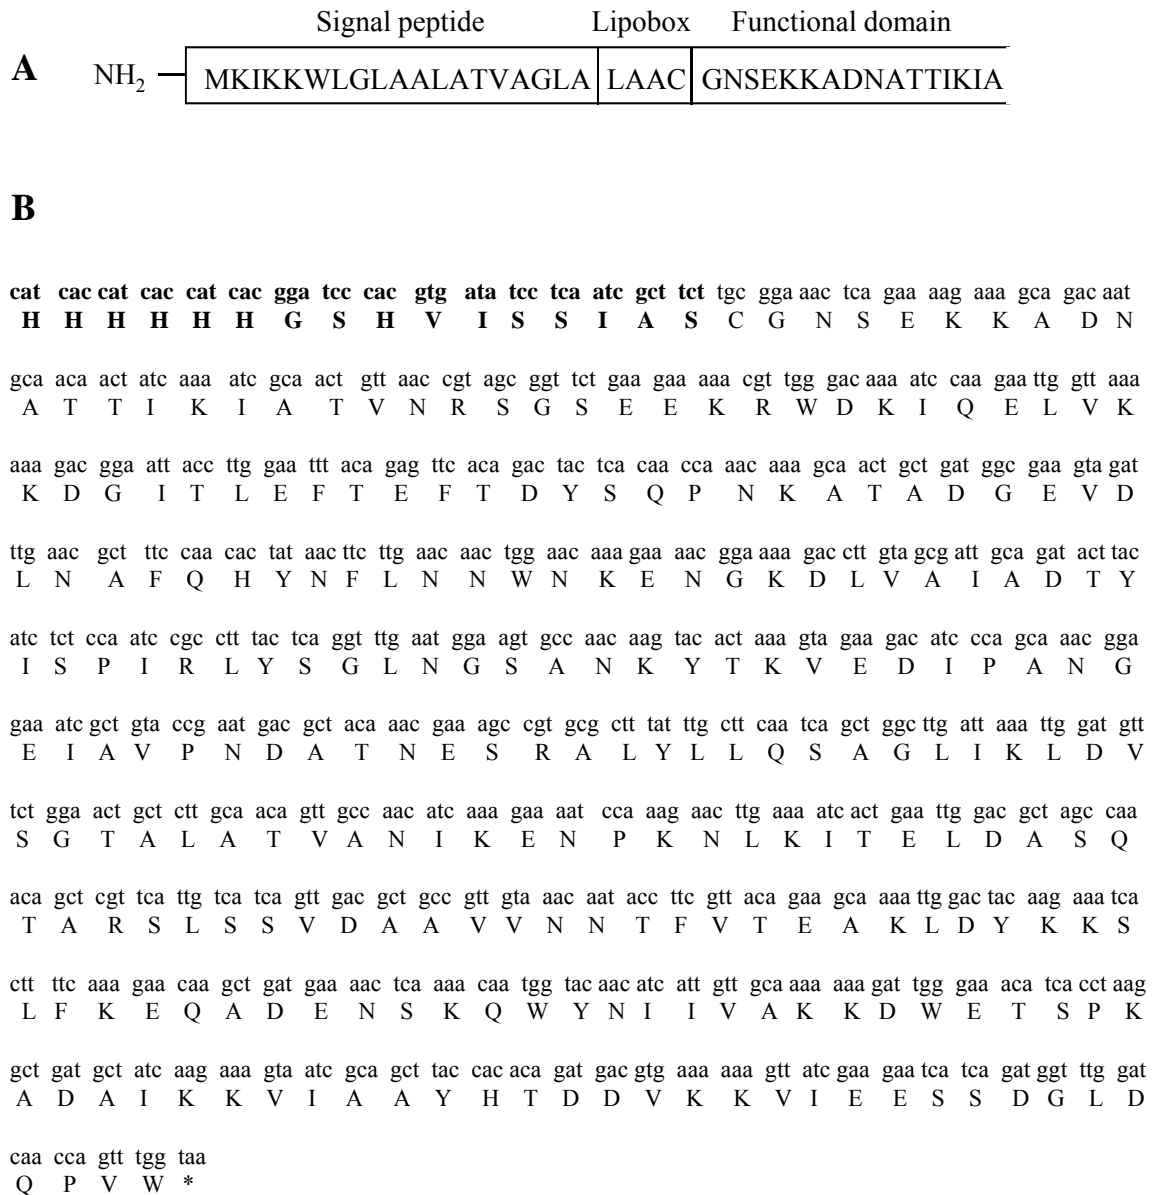 Signal peptide Lipobox Functional domain
A NH2 MKIKKWLGLAALATVAGLA LAAC GNSEKKADNATTIKIA
B
cat cac cat cac cat cac gga tcc cac gtg ata tcc tca atc gct tct tgc gga aac tca gaa aag aaa gca gac aat
H H H H H H G S H V I S S I A S C G N S E K K A D N
gca aca act atc aaa atc gca act gtt aac cgt agc ggt tct gaa gaa aaa cgt tgg gac aaa atc caa gaa ttg gtt aaa
A T T I K I A T V N R S G S E E K R W D K I Q E L V K
aaa gac gga att acc ttg gaa ttt aca gag ttc aca gac tac tca caa cca aac aaa gca act gct gat ggc gaa gta gat
K D G I T L E F T E F T D Y S Q P N K A T A D G E V D
ttg aac gct ttc caa cac tat aac ttc ttg aac aac tgg aac aaa gaa aac gga aaa gac ctt gta gcg att gca gat act tac
L N A F Q H Y N F L N N W N K E N G K D L V A I A D T Y
atc tct cca atc cgc ctt tac tca ggt ttg aat gga agt gcc aac aag tac act aaa gta gaa gac atc cca gca aac gga
I S P I R L Y S G L N G S A N K Y T K V E D I P A N G
gaa atc gct gta ccg aat gac gct aca aac gaa agc cgt gcg ctt tat ttg ctt caa tca gct ggc ttg att aaa ttg gat gtt
E I A V P N D A T N E S R A L Y L L Q S A G L I K L D V
tct gga act gct ctt gca aca gtt gcc aac atc aaa gaa aat cca aag aac ttg aaa atc act gaa ttg gac gct agc caa
S G T A L A T V A N I K E N P K N L K I T E L D A S Q
aca gct cgt tca ttg tca tca gtt gac gct gcc gtt gta aac aat acc ttc gtt aca gaa gca aaa ttg gac tac aag aaa tca
T A R S L S S V D A A V V N N T F V T E A K L D Y K K S
ctt ttc aaa gaa caa gct gat gaa aac tca aaa caa tgg tac aac atc att gtt gca aaa aaa gat tgg gaa aca tca cct aag
L F K E Q A D E N S K Q W Y N I I V A K K D W E T S P K
gct gat gct atc aag aaa gta atc gca gct tac cac aca gat gac gtg aaa aaa gtt atc gaa gaa tca tca gat ggt ttg gat
A D A I K K V I A A Y H T D D V K K V I E E S S D G L D
caa cca gtt tgg taa
Q P V W *